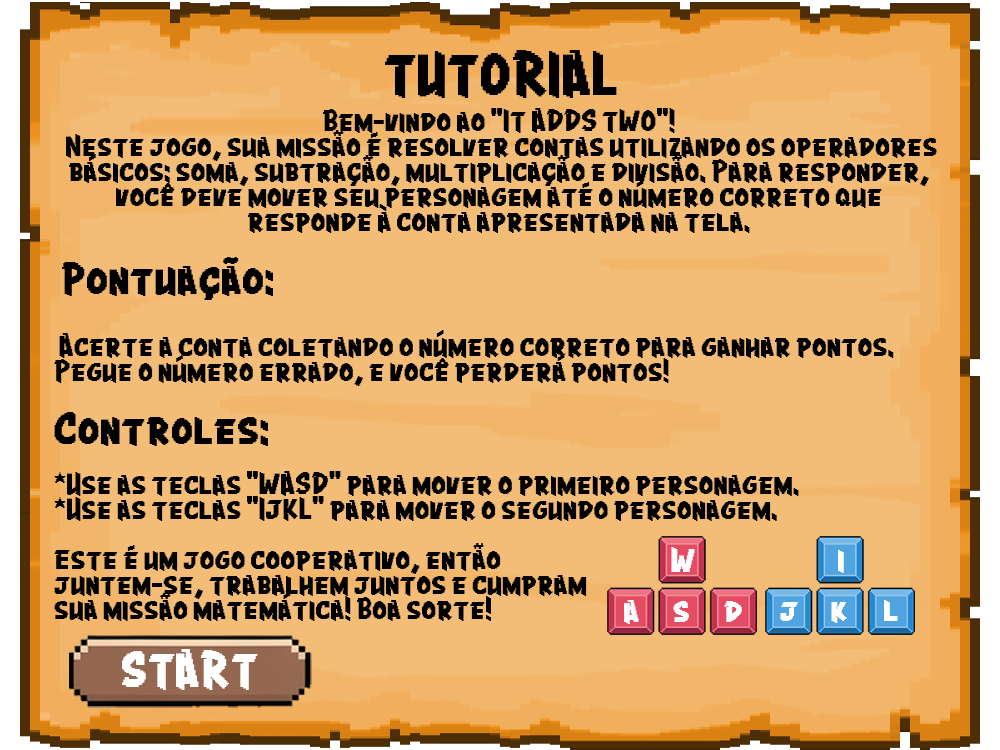 TUTORIAL
BEM-VINDO AO "IT ADDS TWO"!
NESTE JOGO, SUA MISSÃO É RESOLVER CONTAS UTILIZANDO OS OPERADORES
BÁSICOS: SOMA, SUBTRAÇÃO, MULTIPLICAÇÃO E DIVISÃO. PARA RESPONDER,
VOCÊ DEVE MOVER SEU PERSONAGEM ATÉ O NÚMERO CORRETO QUE
RESPONDE À CONTA APRESENTADA NA TELA.
PONTUAÇÃO:
ACERTE A CONTA COLETANDO O NÚMERO CORRETO PARA GANHAR PONTOS.
PEGUE O NÚMERO ERRADO, E VOCÊ PERDERÁ PONTOS!
CONTROLES:
*USE AS TECLAS "WASD" PARA MOVER O PRIMEIRO PERSONAGEM.
*USE AS TECLAS "IJKL" PARA MOVER O SEGUNDO PERSONAGEM.
ESTE É UM JOGO COOPERATIVO, ENTÃO
JUNTEM-SE, TRABALHEM JUNTOS E CUMPRAM
SUA MISSÃO MATEMÁTICA! BOA SORTE!
W I
A S D J K L
START